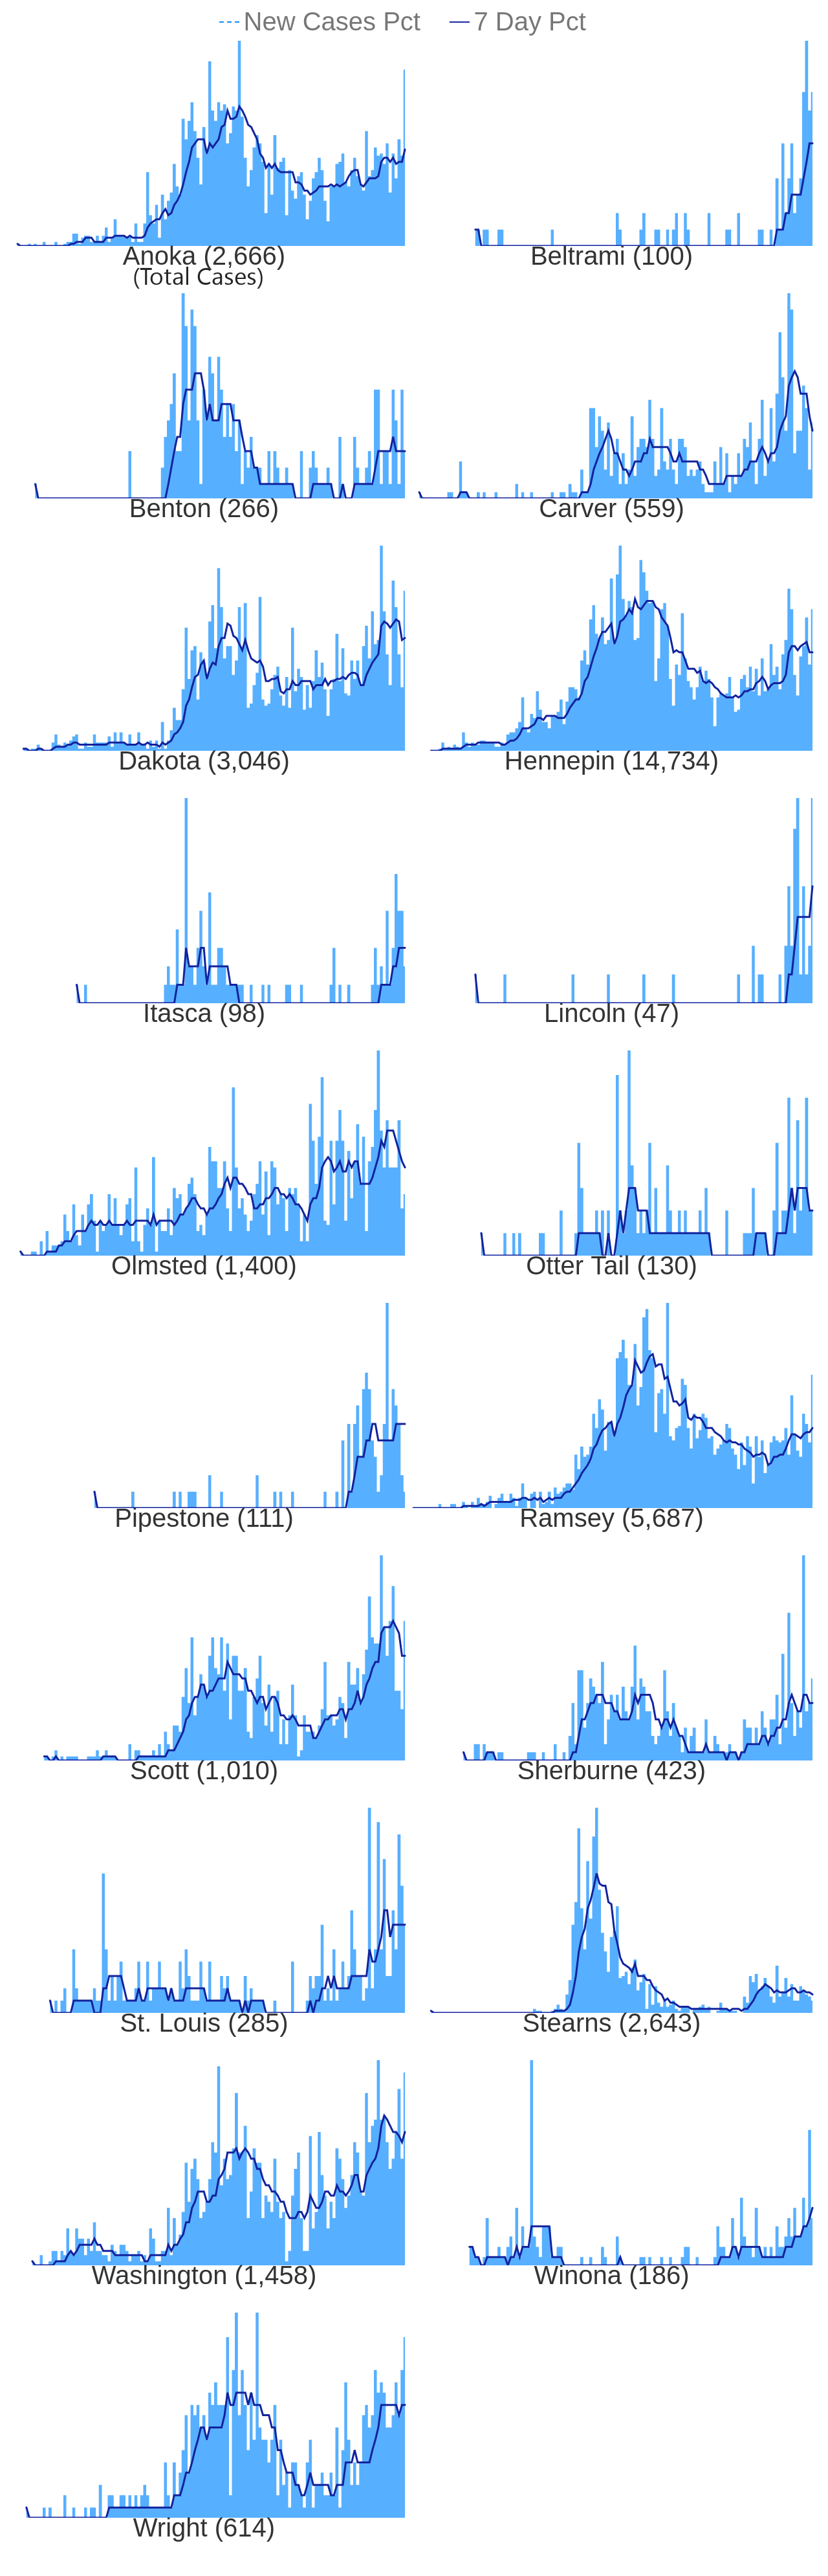 New Cases Pct 7 Day Pct
Anoka (2,666) Beltrami (100)
(Total Cases)
Benton (266) Carver (559)
Dakota (3,046) Hennepin (14,734)
Itasca (98) Lincoln (47)
Olmsted (1,400) Otter Tail (130)
Pipestone (111) Ramsey (5,687)
Scott (1,010) Sherburne (423)
St. Louis (285) Stearns (2,643)
Washington (1,458) Winona (186)
Wright (614)